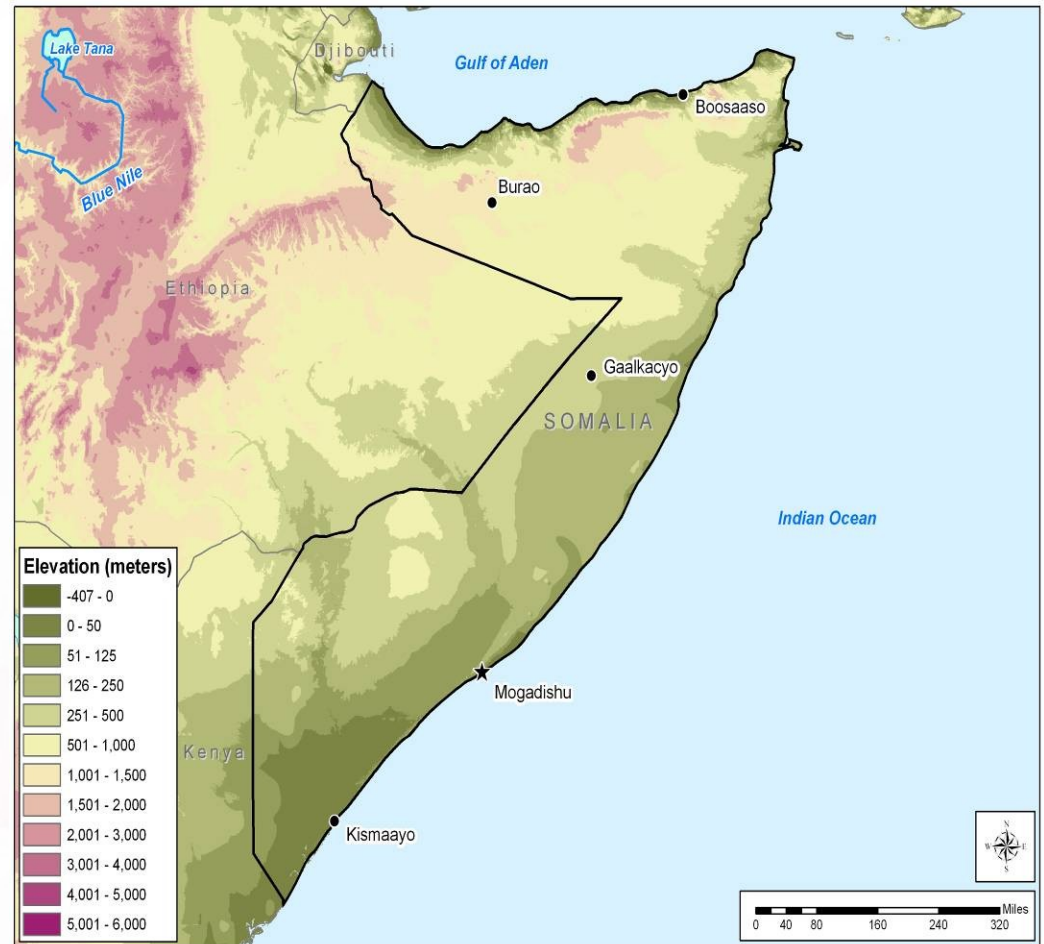 Lake Tana
Djibouti
Gulf of Aden
Boosaaso
Blue Nile
Burao
Ethiopia
Gaalkacyo
SOMALIA
Indian Ocean
Elevation (meters)
-407 - 0
0 - 50
51 - 125
126 - 250
251 - 500
501 - 1,000
1,001 - 1,500
1,501 - 2,000
2,001 - 3,000
3,001 - 4,000
4,001 - 5,000
5,001 - 6,000
Mogadishu
Kenya
Kismaayo
N
W E
S
Miles
0 40 80 160 240 320